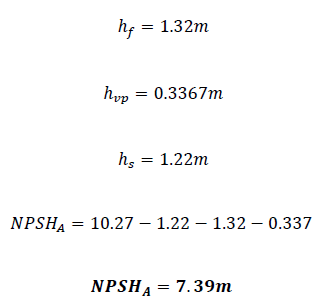 h_f = 1.32m
h_vp = 0.3367m
h_s = 1.22m
NPSH_A = 10.27 − 1.22 − 1.32 − 0.337
NPSH_A = 7.39m